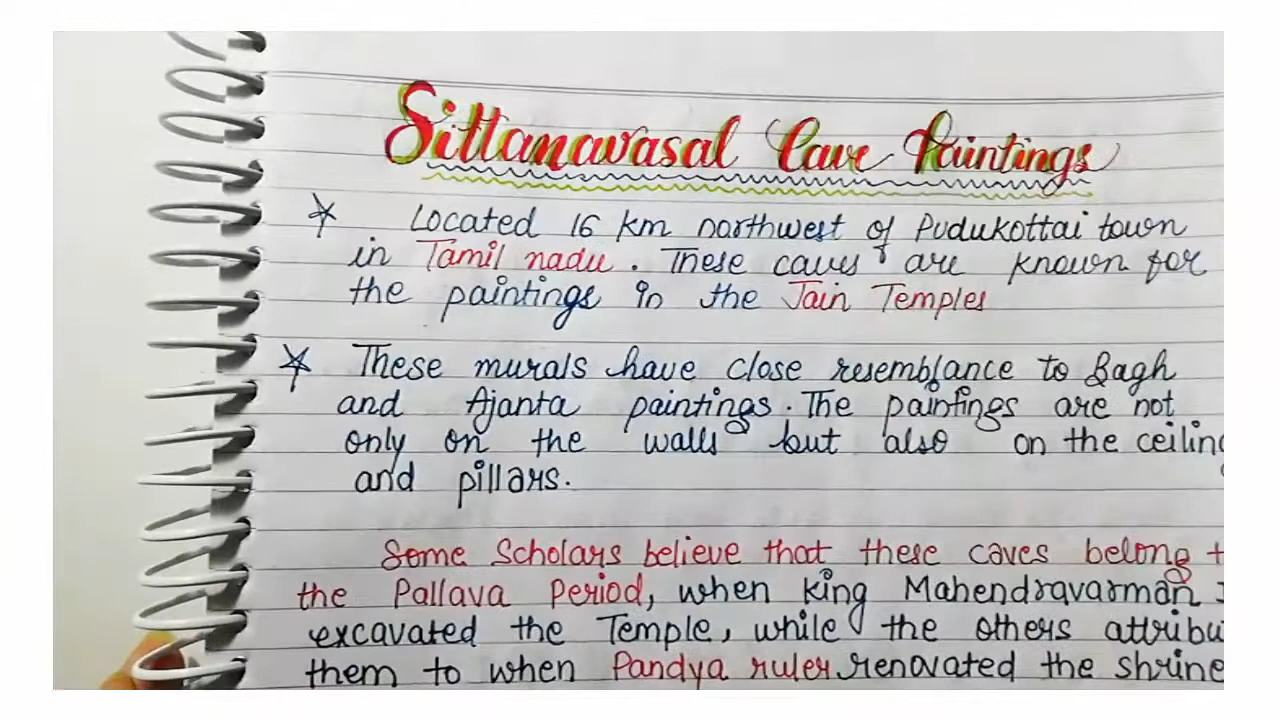 Sittanavasal Cave Paintings
Located 16 km northwest of Pudukottai town
in Tamil nadu. These caves are known for
the paintings in the Jain Temples
These murals have close resemblance to Bagh
and Ajanta paintings. The paintings are not
only on the walls but also on the ceiling
and pillars.
Some Scholars believe that these caves belong t
the Pallava Period, when king Mahendravarman I
excavated the Temple, while the others attribu
them to when Pandya ruler renovated the shrine